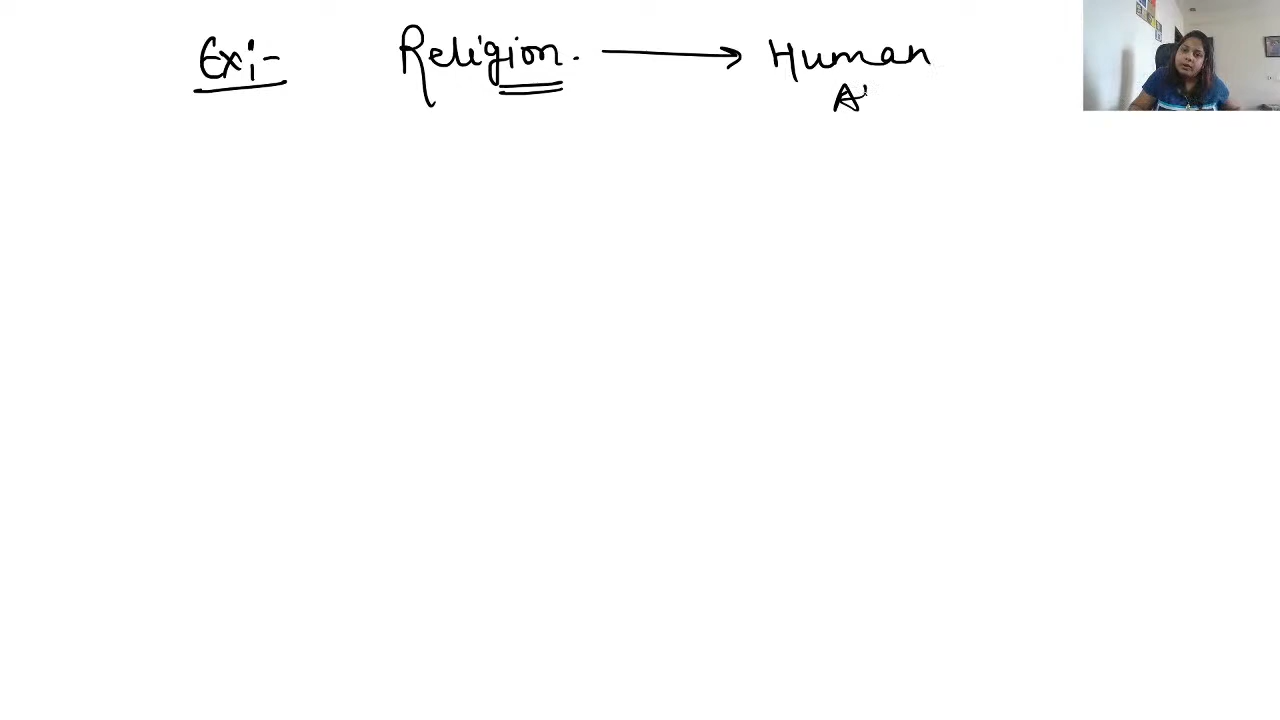 Ex:- Religion. → Human
A